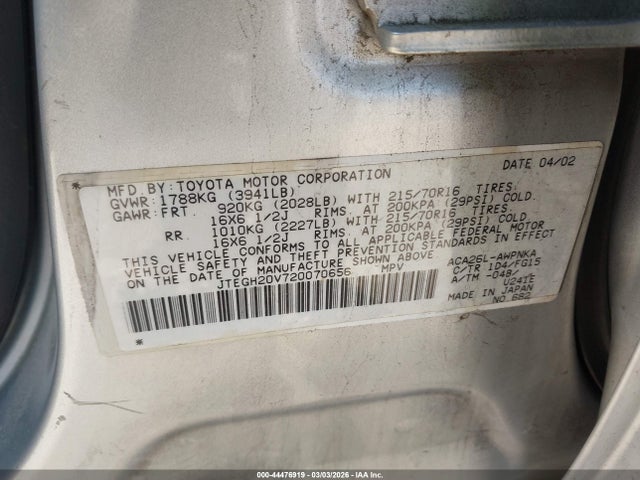 MFD. BY: TOYOTA MOTOR CORPORATION DATE 04/02
GVWR: 1788KG (3941LB)
GAWR: FRT 920KG (2028LB) WITH 215/70R16 TIRES:
16X6 1/2J RIMS, AT 200KPA (29PSI) COLD.
RR 1010KG (2227LB) WITH 215/70R16 TIRES:
16X6 1/2J RIMS, AT 200KPA (29PSI) COLD.
THIS VEHICLE CONFORMS TO ALL APPLICABLE FEDERAL MOTOR
VEHICLE SAFETY AND THEFT PREVENTION STANDARDS IN EFFECT
ON THE DATE OF MANUFACTURE SHOWN ABOVE.
JTEGH20V720070656 MPV
ACA26L-AWPNKA
C/TR 1D4/FG15
A/TM -04B/
U241E
MADE IN JAPAN
NO.682
* *
000-44476919 - 03/03/2026 - IAAI.COM